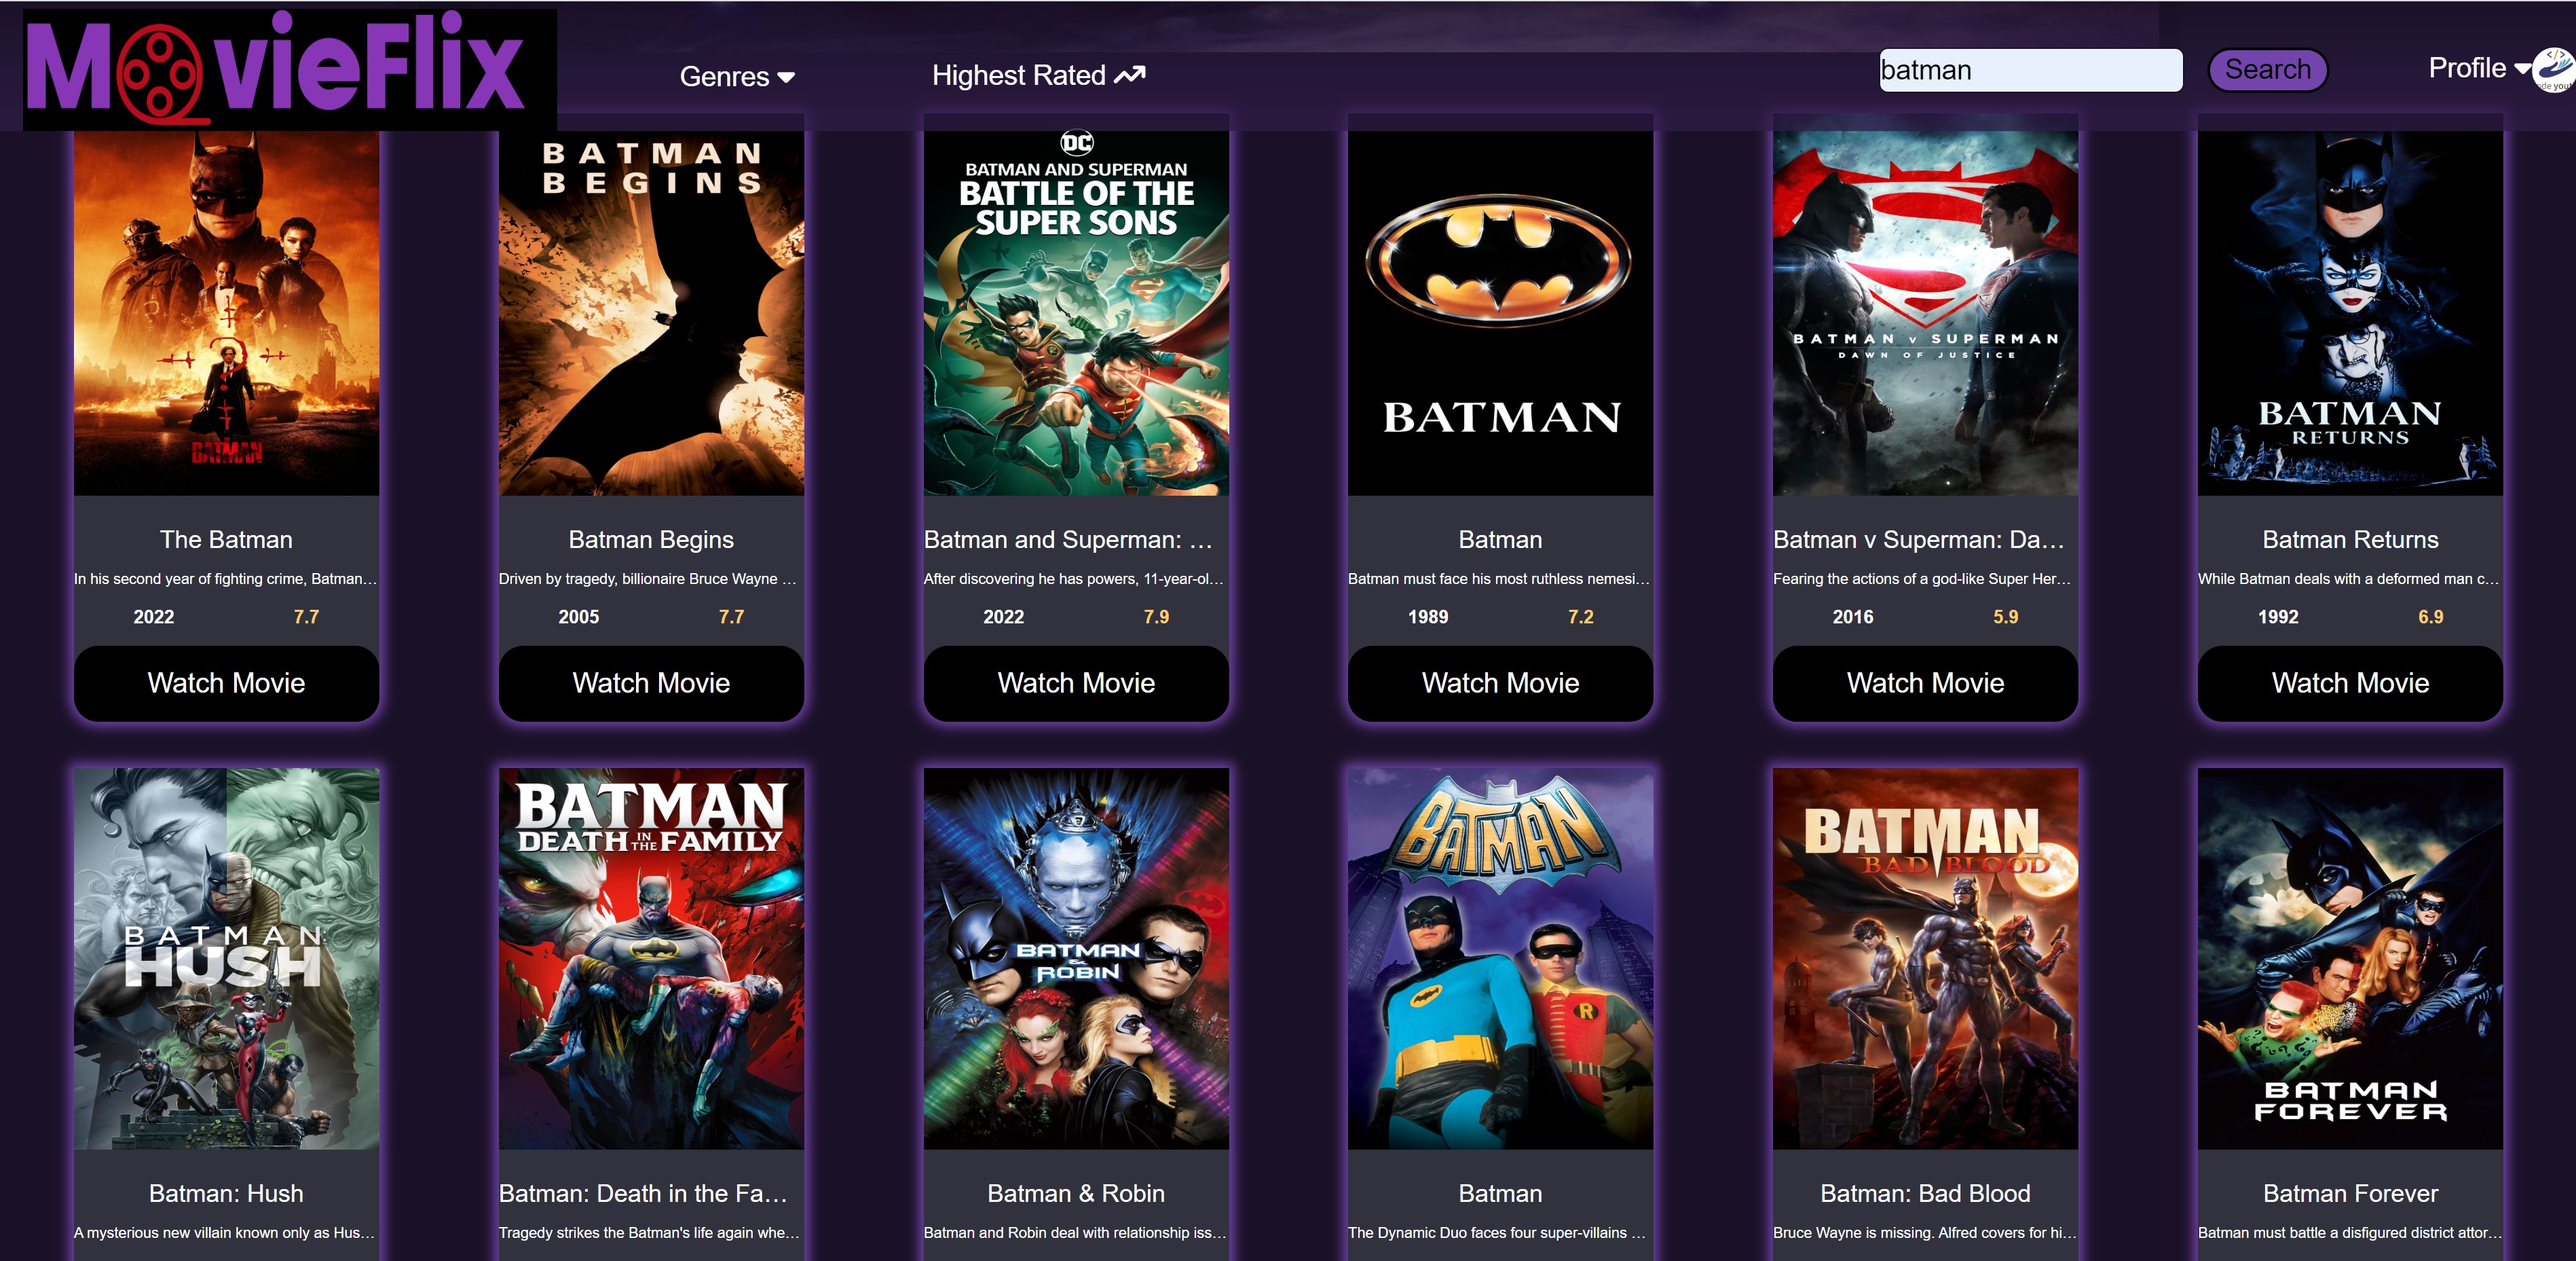 MovieFlix
Genres
Highest Rated
batman
Search
Profile
BATMAN
BATMAN
BEGINS
DC
BATMAN AND SUPERMAN
BATTLE OF THE
SUPER SONS
BATMAN
BATMAN v SUPERMAN
DAWN OF JUSTICE
BATMAN
RETURNS
The Batman
Batman Begins
Batman and Superman: ...
Batman
Batman v Superman: Da...
Batman Returns
In his second year of fighting crime, Batman...
Driven by tragedy, billionaire Bruce Wayne ...
After discovering he has powers, 11-year-ol...
Batman must face his most ruthless nemesi...
Fearing the actions of a god-like Super Her...
While Batman deals with a deformed man c...
2022 7.7
2005 7.7
2022 7.9
1989 7.2
2016 5.9
1992 6.9
Watch Movie
Watch Movie
Watch Movie
Watch Movie
Watch Movie
Watch Movie
BATMAN:
HUSH
BATMAN
DEATH IN THE FAMILY
BATMAN
&
ROBIN
BATMAN
R
BATMAN
BAD BLOOD
BATMAN
FOREVER
Batman: Hush
Batman: Death in the Fa...
Batman & Robin
Batman
Batman: Bad Blood
Batman Forever
A mysterious new villain known only as Hus...
Tragedy strikes the Batman's life again whe...
Batman and Robin deal with relationship iss...
The Dynamic Duo faces four super-villains ...
Bruce Wayne is missing. Alfred covers for hi...
Batman must battle a disfigured district attor...